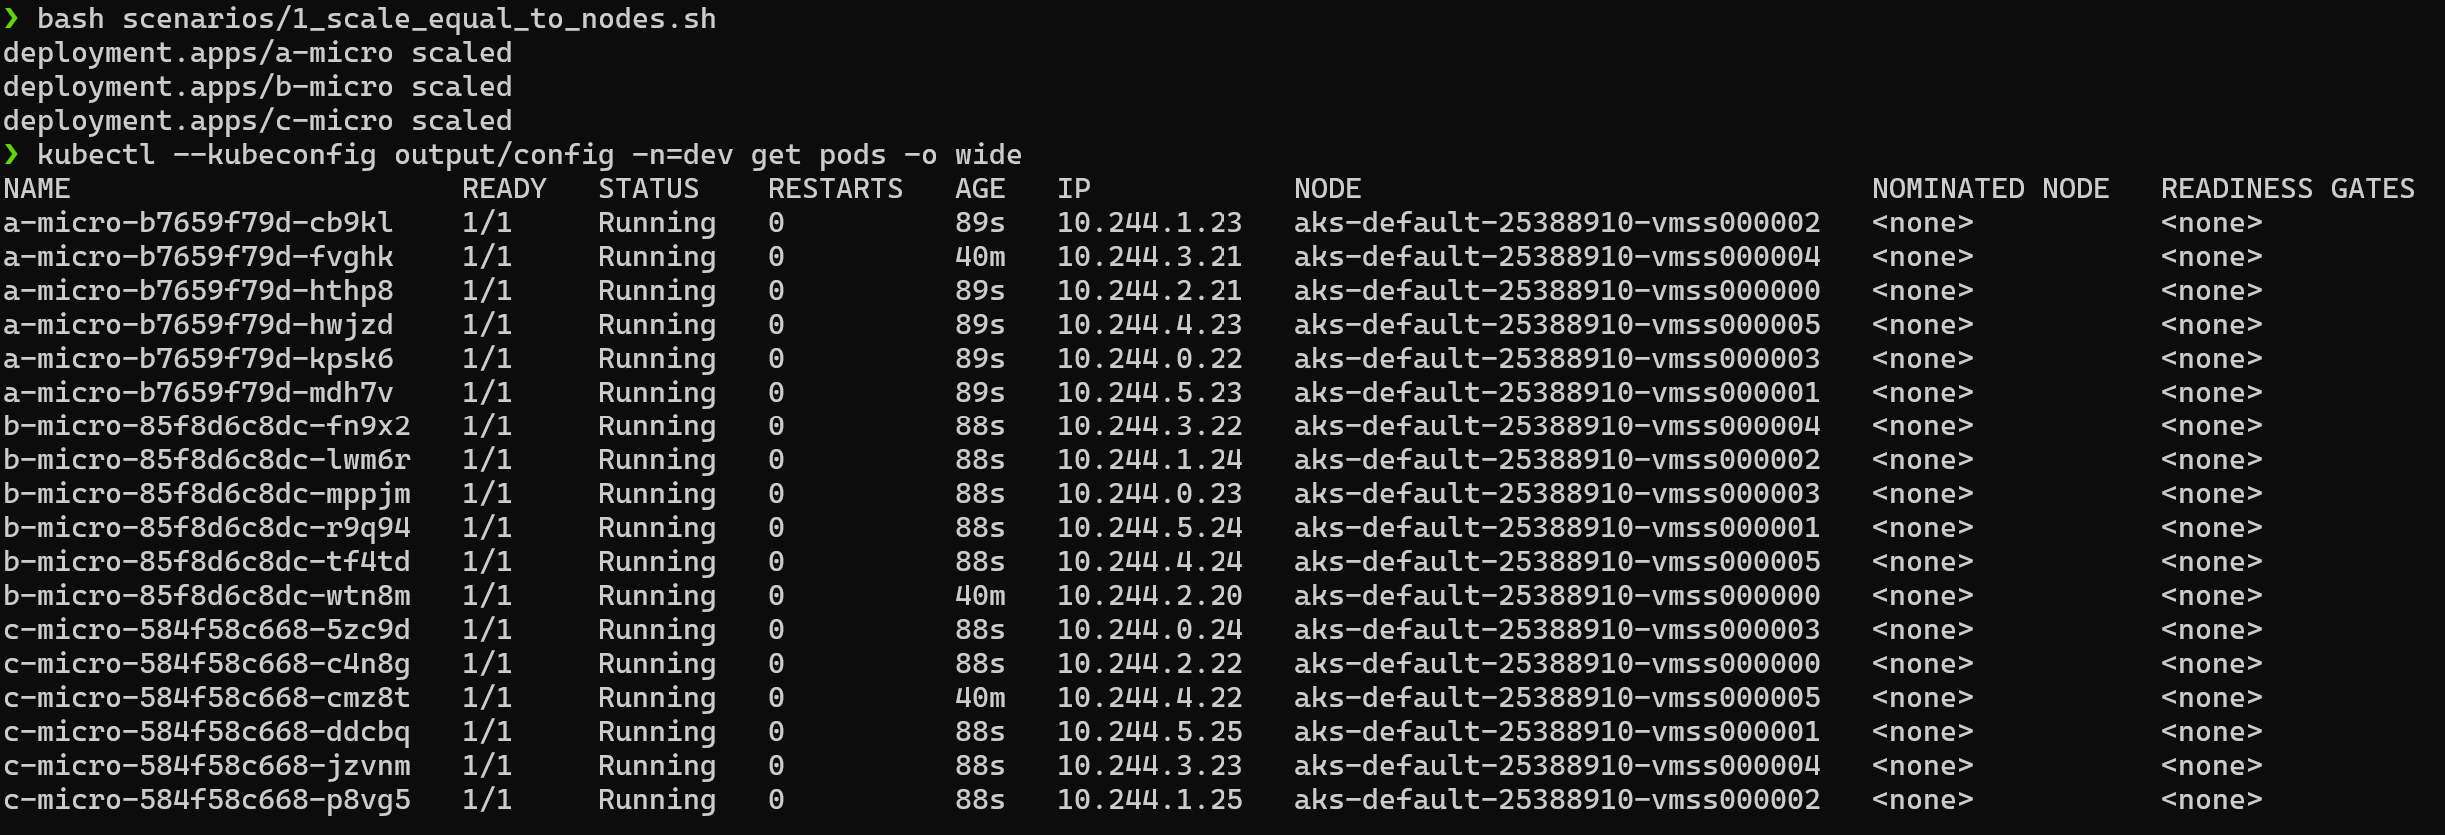 ❯ bash scenarios/1_scale_equal_to_nodes.sh
deployment.apps/a-micro scaled
deployment.apps/b-micro scaled
deployment.apps/c-micro scaled
❯ kubectl --kubeconfig output/config -n=dev get pods -o wide
NAME                       READY   STATUS    RESTARTS   AGE   IP            NODE                              NOMINATED NODE   READINESS GATES
a-micro-b7659f79d-cb9kl    1/1     Running   0          89s   10.244.1.23   aks-default-25388910-vmss000002   <none>           <none>
a-micro-b7659f79d-fvghk    1/1     Running   0          40m   10.244.3.21   aks-default-25388910-vmss000004   <none>           <none>
a-micro-b7659f79d-hthp8    1/1     Running   0          89s   10.244.2.21   aks-default-25388910-vmss000000   <none>           <none>
a-micro-b7659f79d-hwjzd    1/1     Running   0          89s   10.244.4.23   aks-default-25388910-vmss000005   <none>           <none>
a-micro-b7659f79d-kpsk6    1/1     Running   0          89s   10.244.0.22   aks-default-25388910-vmss000003   <none>           <none>
a-micro-b7659f79d-mdh7v    1/1     Running   0          89s   10.244.5.23   aks-default-25388910-vmss000001   <none>           <none>
b-micro-85f8d6c8dc-fn9x2   1/1     Running   0          88s   10.244.3.22   aks-default-25388910-vmss000004   <none>           <none>
b-micro-85f8d6c8dc-lwm6r   1/1     Running   0          88s   10.244.1.24   aks-default-25388910-vmss000002   <none>           <none>
b-micro-85f8d6c8dc-mppjm   1/1     Running   0          88s   10.244.0.23   aks-default-25388910-vmss000003   <none>           <none>
b-micro-85f8d6c8dc-r9q94   1/1     Running   0          88s   10.244.5.24   aks-default-25388910-vmss000001   <none>           <none>
b-micro-85f8d6c8dc-tf4td   1/1     Running   0          88s   10.244.4.24   aks-default-25388910-vmss000005   <none>           <none>
b-micro-85f8d6c8dc-wtn8m   1/1     Running   0          40m   10.244.2.20   aks-default-25388910-vmss000000   <none>           <none>
c-micro-584f58c668-5zc9d   1/1     Running   0          88s   10.244.0.24   aks-default-25388910-vmss000003   <none>           <none>
c-micro-584f58c668-c4n8g   1/1     Running   0          88s   10.244.2.22   aks-default-25388910-vmss000000   <none>           <none>
c-micro-584f58c668-cmz8t   1/1     Running   0          40m   10.244.4.22   aks-default-25388910-vmss000005   <none>           <none>
c-micro-584f58c668-ddcbq   1/1     Running   0          88s   10.244.5.25   aks-default-25388910-vmss000001   <none>           <none>
c-micro-584f58c668-jzvnm   1/1     Running   0          88s   10.244.3.23   aks-default-25388910-vmss000004   <none>           <none>
c-micro-584f58c668-p8vg5   1/1     Running   0          88s   10.244.1.25   aks-default-25388910-vmss000002   <none>           <none>